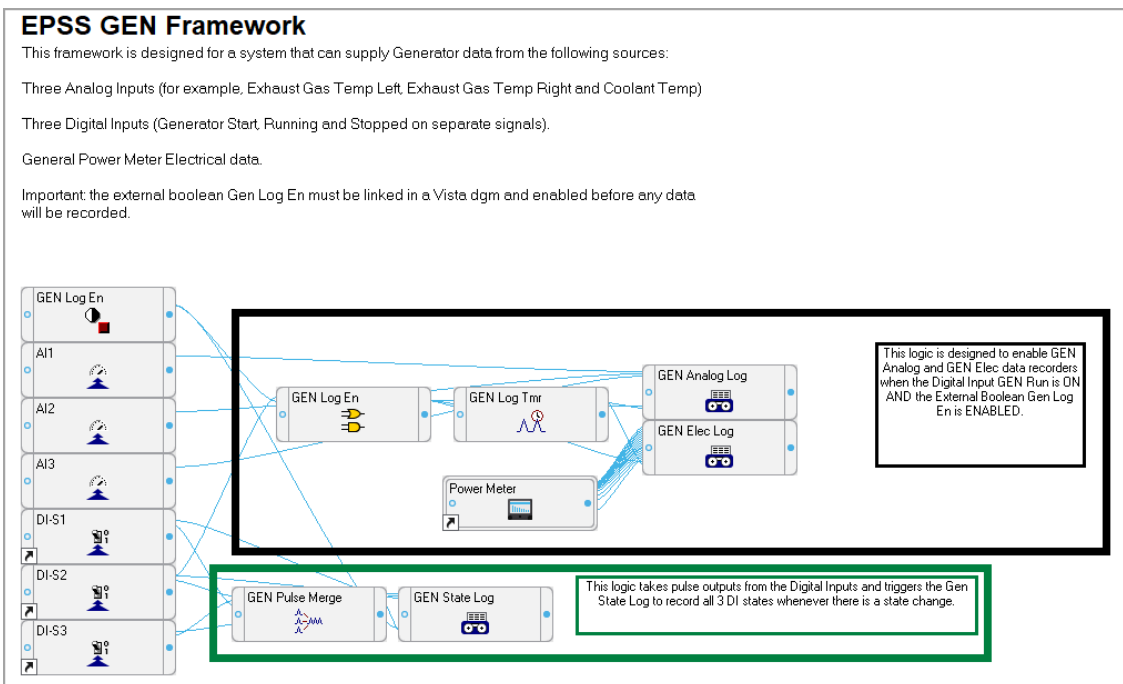 EPSS GEN Framework
This framework is designed for a system that can supply Generator data from the following sources:
Three Analog Inputs (for example, Exhaust Gas Temp Left, Exhaust Gas Temp Right and Coolant Temp)
Three Digital Inputs (Generator Start, Running and Stopped on separate signals).
General Power Meter Electrical data.
Important: the external boolean Gen Log En must be linked in a Vista dgm and enabled before any data
will be recorded.
GEN Log En
AI1
AI2
AI3
DI-S1
DI-S2
DI-S3
GEN Log En
GEN Log Tmr
GEN Analog Log
GEN Elec Log
Power Meter
This logic is designed to enable GEN
Analog and GEN Elec data recorders
when the Digital Input GEN Run is ON
AND the External Boolean Gen Log
En is ENABLED.
GEN Pulse Merge
GEN State Log
This logic takes pulse outputs from the Digital Inputs and triggers the Gen
State Log to record all 3 DI states whenever there is a state change.